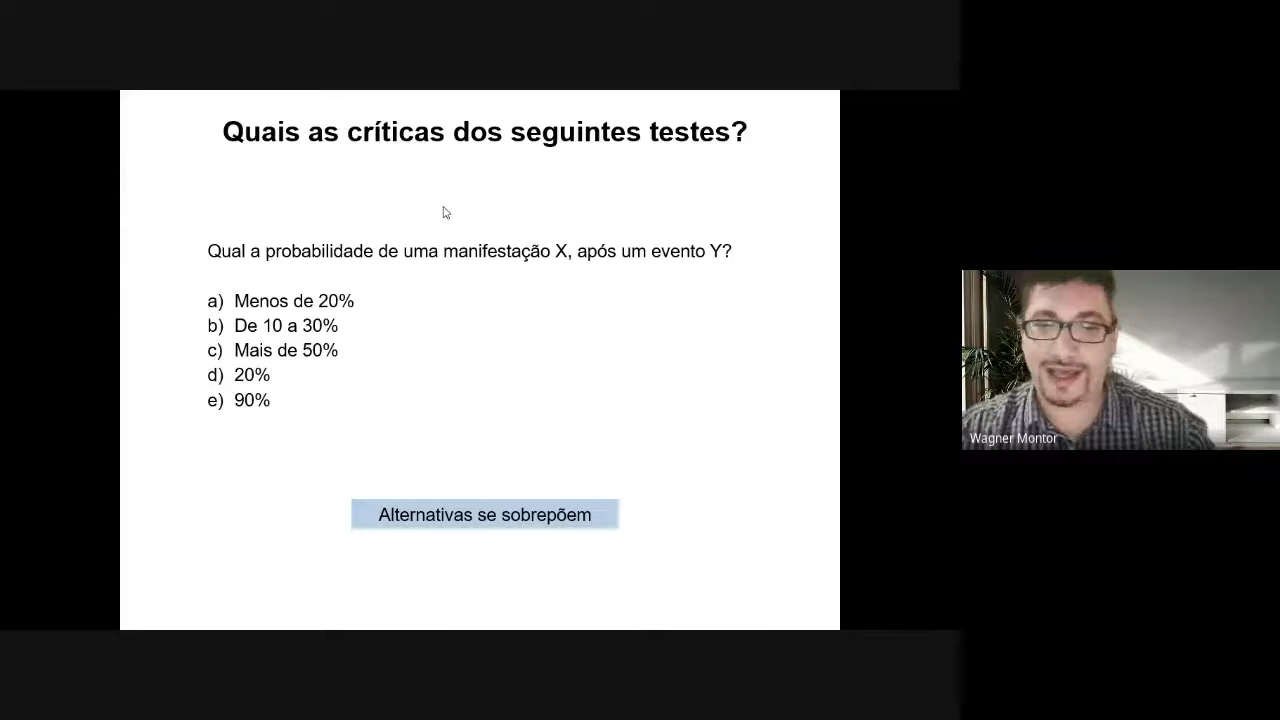 Quais as críticas dos seguintes testes?
Qual a probabilidade de uma manifestação X, após um evento Y?
a) Menos de 20%
b) De 10 a 30%
c) Mais de 50%
d) 20%
e) 90%
Alternativas se sobrepõem
Wagner Montor